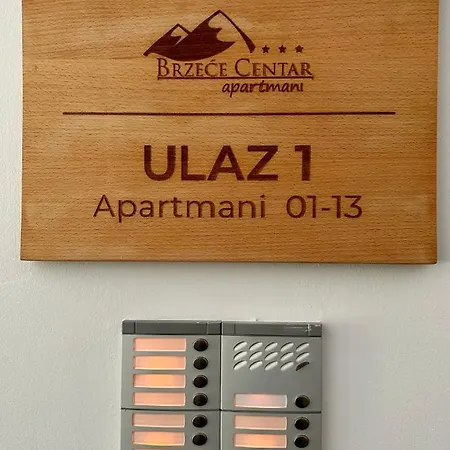 BRZEĆE CENTAR
apartmani
ULAZ 1
Apartmani 01-13